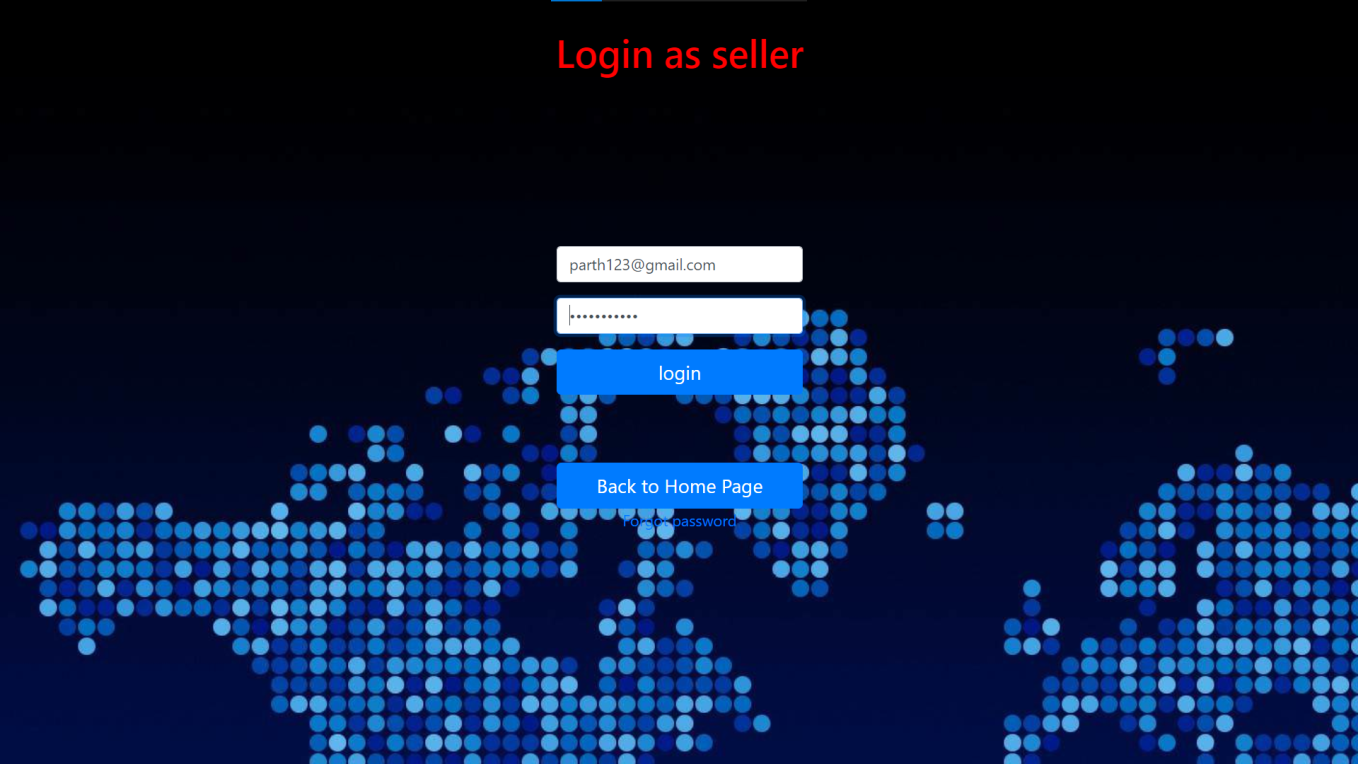 Login as seller
parth123@gmail.com
•••••••••••
login
Back to Home Page
Forgot password